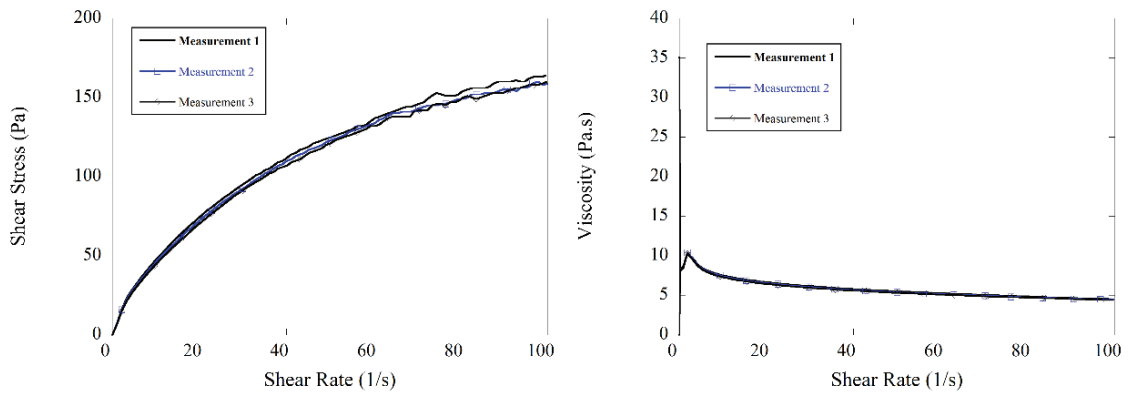 200
150
100
50
0
Shear Stress (Pa)
Measurement 1
Measurement 2
Measurement 3
0
20
40
60
80
100
Shear Rate (1/s)
40
35
30
25
20
15
10
5
0
Viscosity (Pa.s)
Measurement 1
Measurement 2
Measurement 3
0
20
40
60
80
100
Shear Rate (1/s)